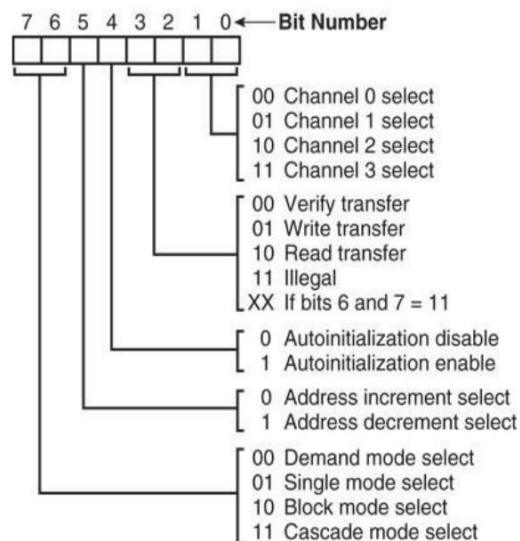 7 6 5 4 3 2 1 0 Bit Number
00 Channel 0 select
01 Channel 1 select
10 Channel 2 select
11 Channel 3 select
00 Verify transfer
01 Write transfer
10 Read transfer
11 Illegal
XX If bits 6 and 7 = 11
0 Autoinitialization disable
1 Autoinitialization enable
0 Address increment select
1 Address decrement select
00 Demand mode select
01 Single mode select
10 Block mode select
11 Cascade mode select